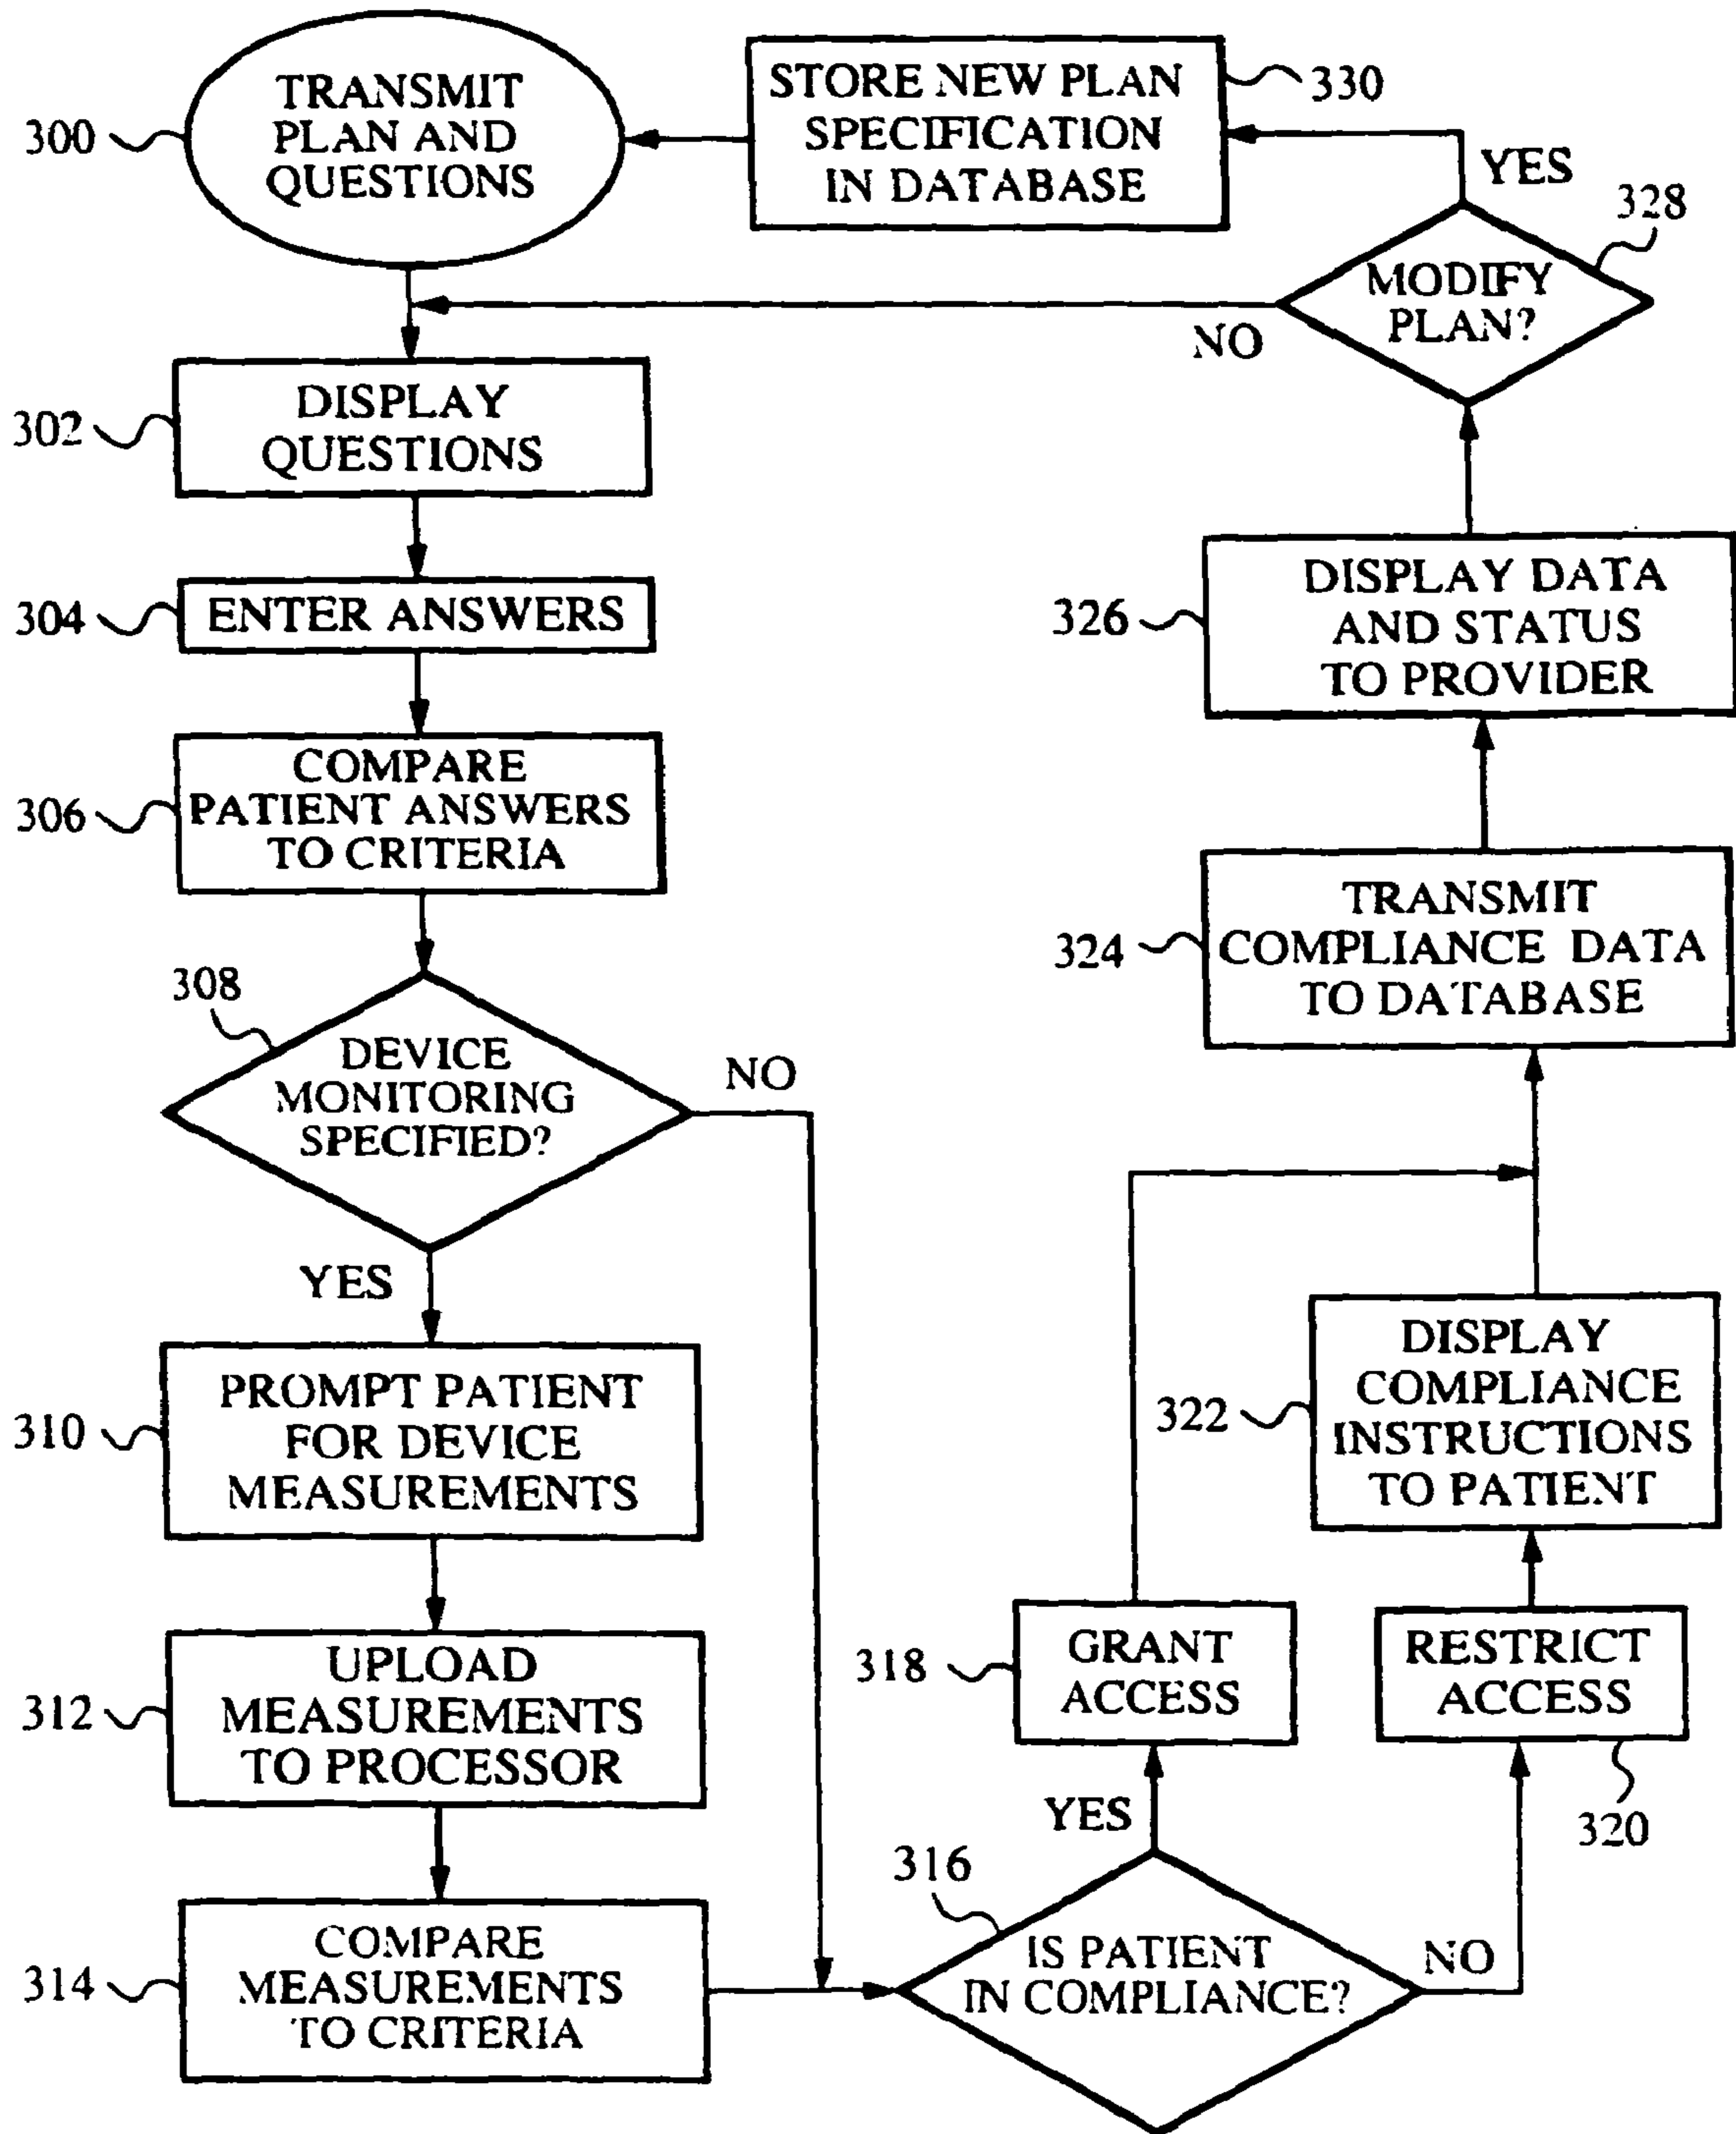 TRANSMIT
PLAN AND
QUESTIONS
300
STORE NEW PLAN
SPECIFICATION
IN DATABASE
330
YES
328
MODIFY
PLAN?
NO
302
DISPLAY
QUESTIONS
304
ENTER ANSWERS
306
COMPARE
PATIENT ANSWERS
TO CRITERIA
308
DEVICE
MONITORING
SPECIFIED?
NO
YES
310
PROMPT PATIENT
FOR DEVICE
MEASUREMENTS
312
UPLOAD
MEASUREMENTS
TO PROCESSOR
314
COMPARE
MEASUREMENTS
TO CRITERIA
316
IS PATIENT
IN COMPLIANCE?
YES
NO
318
GRANT
ACCESS
RESTRICT
ACCESS
320
322
DISPLAY
COMPLIANCE
INSTRUCTIONS
TO PATIENT
324
TRANSMIT
COMPLIANCE DATA
TO DATABASE
326
DISPLAY DATA
AND STATUS
TO PROVIDER